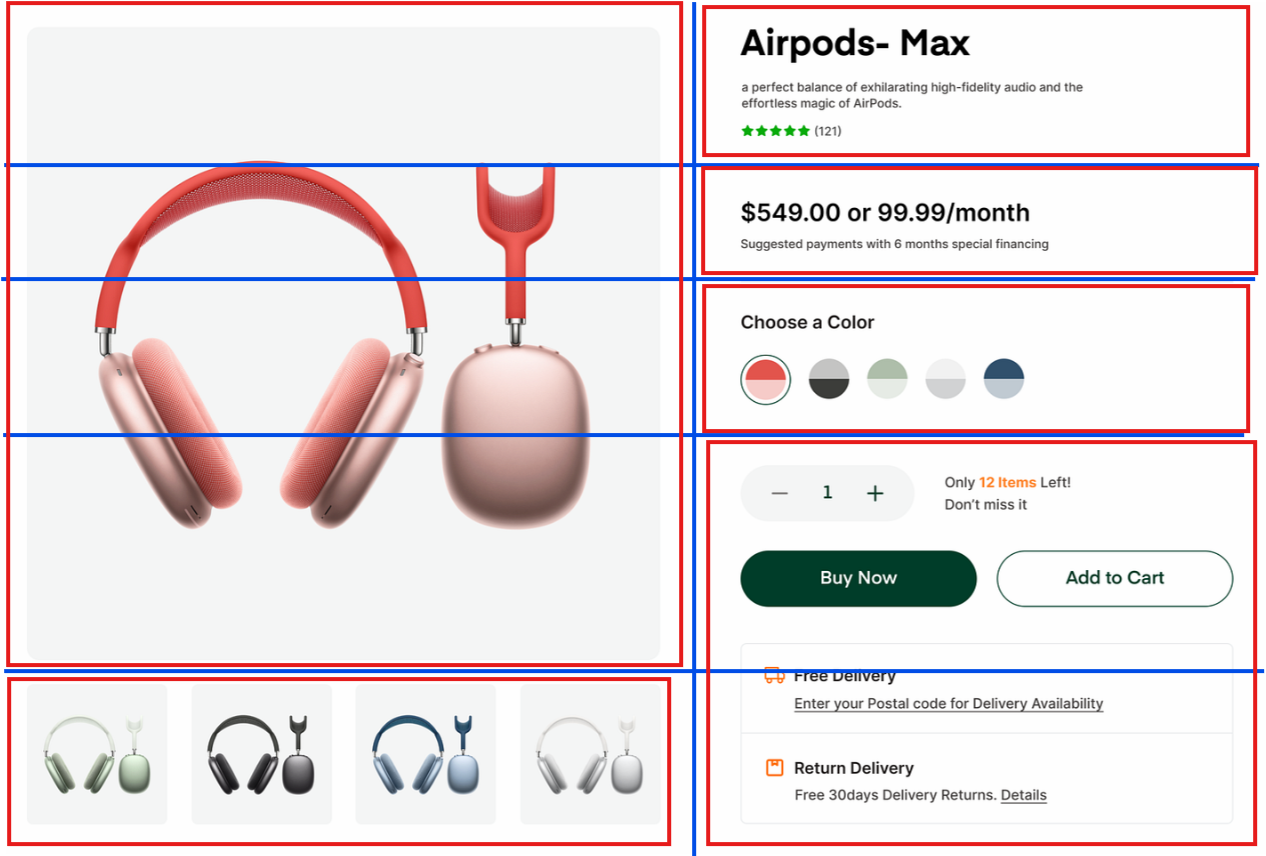 Airpods- Max
a perfect balance of exhilarating high-fidelity audio and the
effortless magic of AirPods.
(121)
$549.00 or 99.99/month
Suggested payments with 6 months special financing
Choose a Color
1
Only 12 Items Left!
Don't miss it
Buy Now
Add to Cart
Free Delivery
Enter your Postal code for Delivery Availability
Return Delivery
Free 30days Delivery Returns. Details